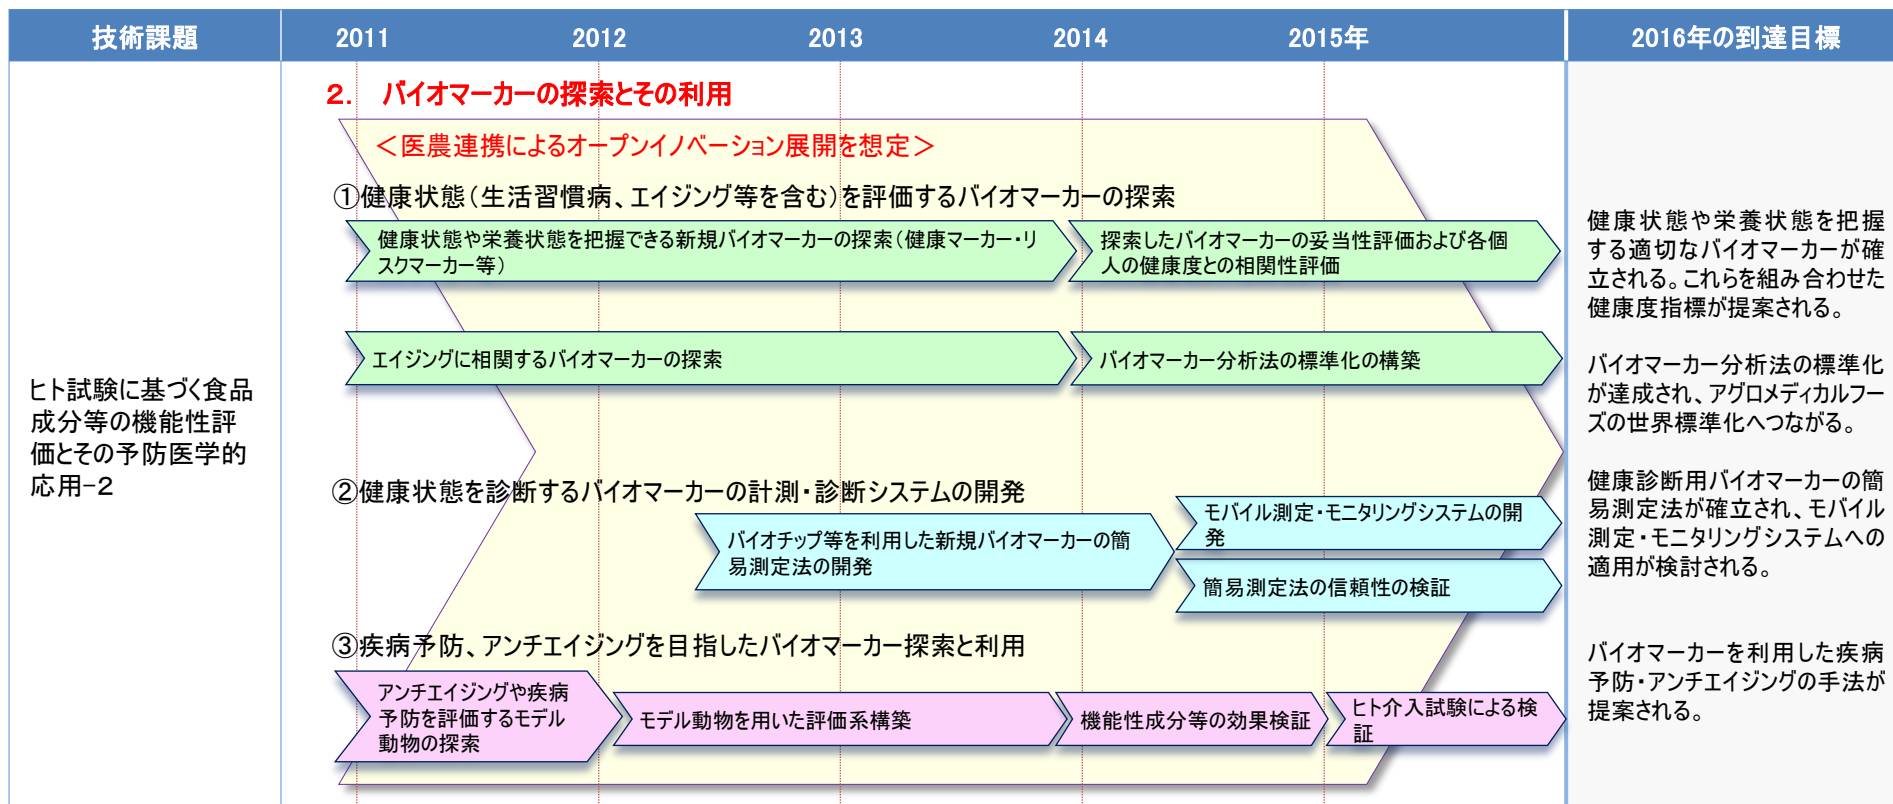 技術課題
2011
2012
2013
2014
2015年
2016年の到達目標
ヒト試験に基づく食品
成分等の機能性評
価とその予防医学的
応用−2
2. バイオマーカーの探索とその利用
＜医農連携によるオープンイノベーション展開を想定＞
①健康状態（生活習慣病、エイジング等を含む）を評価するバイオマーカーの探索
健康状態や栄養状態を把握できる新規バイオマーカーの探索（健康マーカー・リ
スクマーカー等）
探索したバイオマーカーの妥当性評価および各個
人の健康度との相関性評価
エイジングに相関するバイオマーカーの探索
バイオマーカー分析法の標準化の構築
②健康状態を診断するバイオマーカーの計測・診断システムの開発
バイオチップ等を利用した新規バイオマーカーの簡
易測定法の開発
モバイル測定・モニタリングシステムの開
発
簡易測定法の信頼性の検証
③疾病予防、アンチエイジングを目指したバイオマーカー探索と利用
アンチエイジングや疾病
予防を評価するモデル
動物の探索
モデル動物を用いた評価系構築
機能性成分等の効果検証
ヒト介入試験による検
証
健康状態や栄養状態を把握
する適切なバイオマーカーが確
立される。これらを組み合わせた
健康度指標が提案される。
バイオマーカー分析法の標準化
が達成され、アグロメディカルフー
ズの世界標準化へつながる。
健康診断用バイオマーカーの簡
易測定法が確立され、モバイル
測定・モニタリングシステムへの
適用が検討される。
バイオマーカーを利用した疾病
予防・アンチエイジングの手法が
提案される。